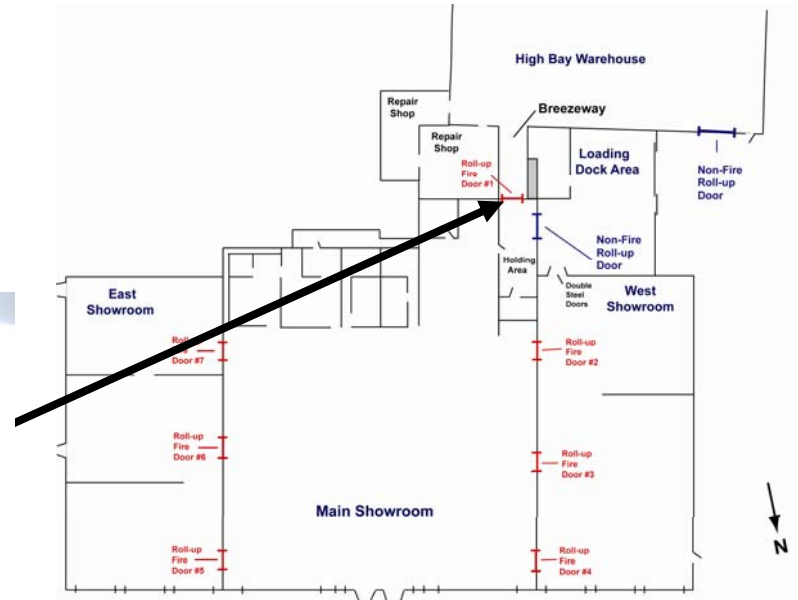 High Bay Warehouse
Repair
Shop
Breezeway
Repair
Shop
Roll-up
Fire
Door #1
Loading
Dock Area
Non-Fire
Roll-up
Door
Non-Fire
Roll-up
Door
Holding
Area
Double
Steel
Doors
East
Showroom
West
Showroom
Roll-up
Fire
Door #2
Door #7
Roll-up
Fire
Door #6
Roll-up
Fire
Door #3
Main Showroom
Roll-up
Fire
Door #5
Roll-up
Fire
Door #4
N